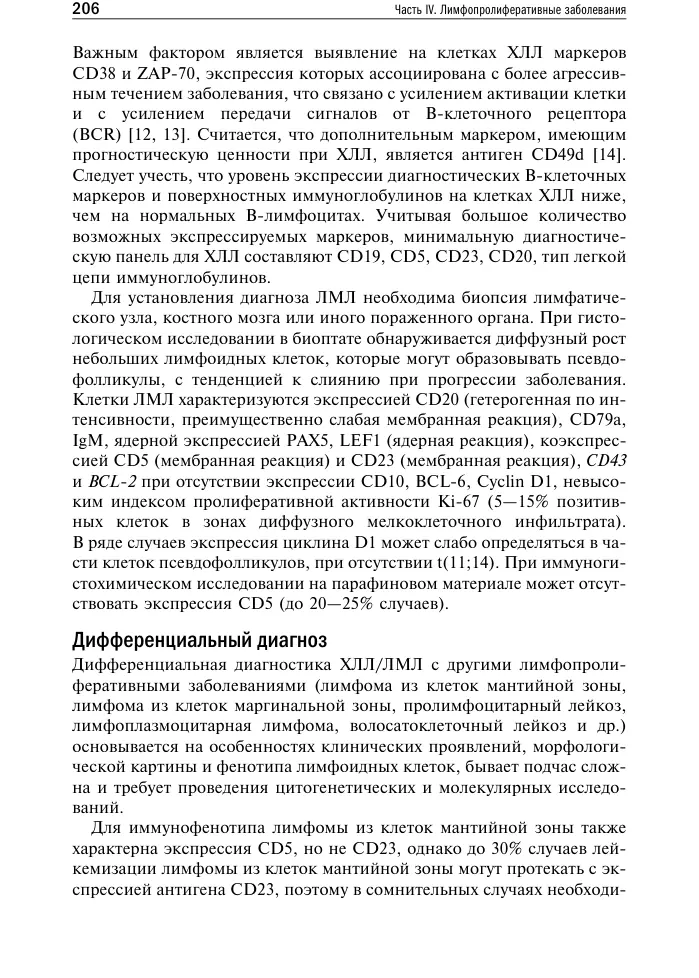 206
Часть IV. Лимфопролиферативные заболевания
Важным фактором является выявление на клетках ХЛЛ маркеров
CD38 и ZAP-70, экспрессия которых ассоциирована с более агрессив-
ным течением заболевания, что связано с усилением активации клетки
и с усилением передачи сигналов от В-клеточного рецептора
(BCR) [12, 13]. Считается, что дополнительным маркером, имеющим
прогностическую ценности при ХЛЛ, является антиген CD49d [14].
Следует учесть, что уровень экспрессии диагностических В-клеточных
маркеров и поверхностных иммуноглобулинов на клетках ХЛЛ ниже,
чем на нормальных В-лимфоцитах. Учитывая большое количество
возможных экспрессируемых маркеров, минимальную диагностиче-
скую панель для ХЛЛ составляют CD19, CD5, CD23, CD20, тип легкой
цепи иммуноглобулинов.
Для установления диагноза ЛМЛ необходима биопсия лимфатиче-
ского узла, костного мозга или иного пораженного органа. При гисто-
логическом исследовании в биоптате обнаруживается диффузный рост
небольших лимфоидных клеток, которые могут образовывать псевдо-
фолликулы, с тенденцией к слиянию при прогрессии заболевания.
Клетки ЛМЛ характеризуются экспрессией CD20 (гетерогенная по ин-
тенсивности, преимущественно слабая мембранная реакция), CD79a,
IgM, ядерной экспрессией PAX5, LEF1 (ядерная реакция), коэкспрес-
сией CD5 (мембранная реакция) и CD23 (мембранная реакция), CD43
и BCL-2 при отсутствии экспрессии CD10, BCL-6, Cyclin D1, невысо-
ким индексом пролиферативной активности Ki-67 (5—15% позитив-
ных клеток в зонах диффузного мелкоклеточного инфильтрата).
В ряде случаев экспрессия циклина D1 может слабо определяться в ча-
сти клеток псевдофолликулов, при отсутствии t(11;14). При иммуноги-
стохимическом исследовании на парафиновом материале может отсут-
ствовать экспрессия CD5 (до 20—25% случаев).
Дифференциальный диагноз
Дифференциальная диагностика ХЛЛ/ЛМЛ с другими лимфопроли-
феративными заболеваниями (лимфома из клеток мантийной зоны,
лимфома из клеток маргинальной зоны, пролимфоцитарный лейкоз,
лимфоплазмоцитарная лимфома, волосатоклеточный лейкоз и др.)
основывается на особенностях клинических проявлений, морфологи-
ческой картины и фенотипа лимфоидных клеток, бывает подчас слож-
на и требует проведения цитогенетических и молекулярных исследо-
ваний.
Для иммунофенотипа лимфомы из клеток мантийной зоны также
характерна экспрессия CD5, но не CD23, однако до 30% случаев лей-
кемизации лимфомы из клеток мантийной зоны могут протекать с эк-
спрессией антигена CD23, поэтому в сомнительных случаях необходи-